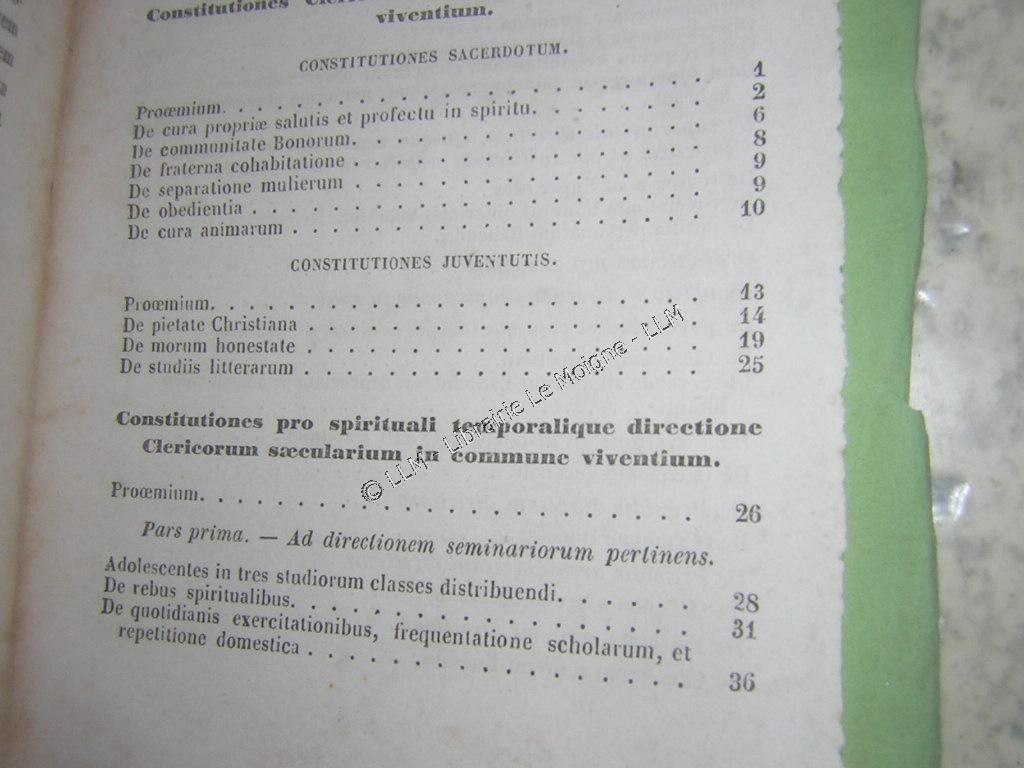 Constitutiones
viventium.
CONSTITUTIONES SACERDOTUM.
Proœmium. 1
De cura propriæ salutis et profectu in spiritu. 2
De communitate Bonorum. 6
De fraterna cohabitatione 8
De separatione mulierum 9
De obedientia 9
De cura animarum 10
CONSTITUTIONES JUVENTUTIS.
Proœmium. 13
De pietate Christiana 14
De morum honestate 19
De studiis litterarum 25
Constitutiones pro spirituali temporalique directione
Clericorum sæcularium in commune viventium.
Proœmium. 26
Pars prima. — Ad directionem seminariorum pertinens.
Adolescentes in tres studiorum classes distribuendi. 28
De rebus spiritualibus. 31
De quotidianis exercitationibus, frequentatione scholarum, et
repetitione domestica 36
© LLM - Librairie Le Moigne - LLM